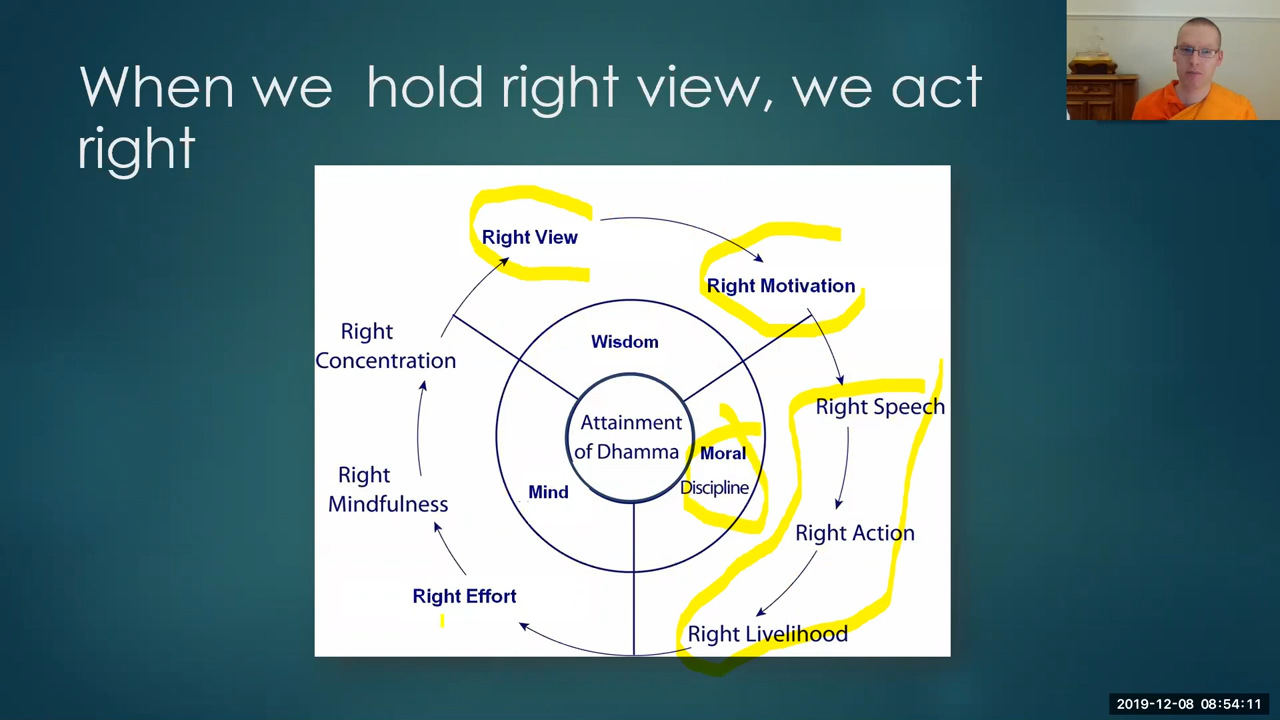 When we hold right view, we act
right
Right View
Right Motivation
Right
Concentration
Wisdom
Right Speech
Attainment
of Dhamma
Moral
Discipline
Mind
Right
Mindfulness
Right Action
Right Effort
Right Livelihood
2019-12-08 08:54:11